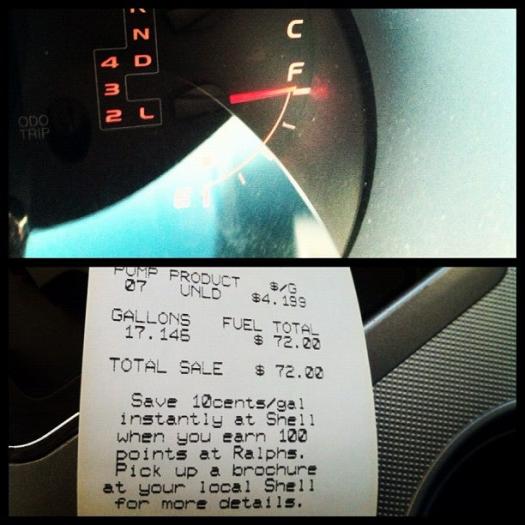 C
N
F
4 D
3
2 L
ODO
TRIP
E
PUMP PRODUCT $/G
07 UNLD $4.199
GALLONS FUEL TOTAL
17.145 $ 72.00
TOTAL SALE $ 72.00
Save 10cents/gal
instantly at Shell
when you earn 100
points at Ralphs.
Pick up a brochure
at your local Shell
for more details.